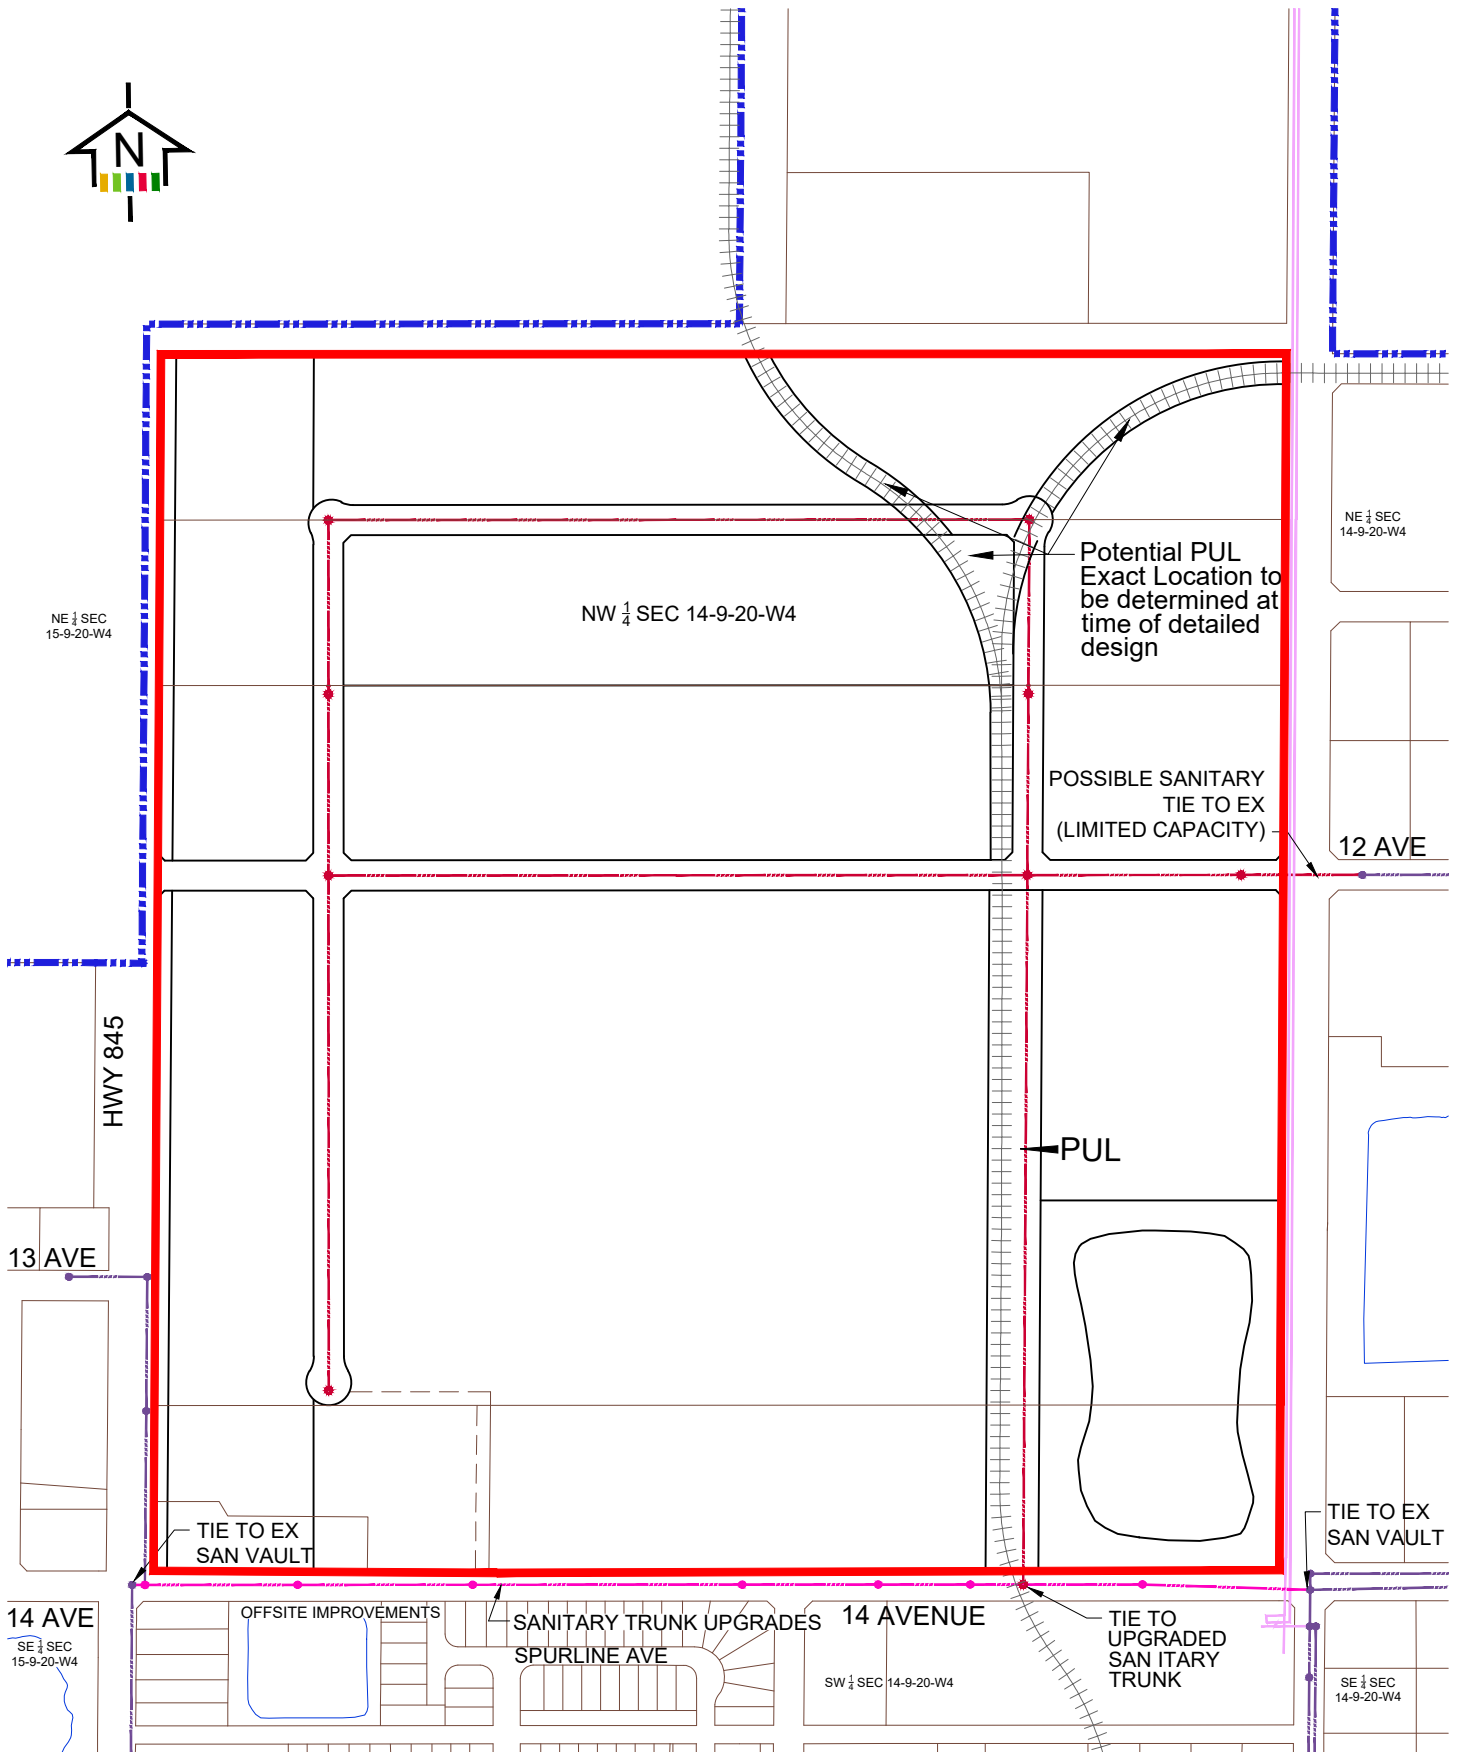 N
NE 1/4 SEC
14-9-20-W4
Potential PUL
Exact Location to
be determined at
time of detailed
design
NW 1/4 SEC 14-9-20-W4
NE 1/4 SEC
15-9-20-W4
POSSIBLE SANITARY
TIE TO EX
(LIMITED CAPACITY)
12 AVE
HWY 845
PUL
13 AVE
TIE TO EX
SAN VAULT
TIE TO EX
SAN VAULT
14 AVE
OFFSITE IMPROVEMENTS
SANITARY TRUNK UPGRADES
14 AVENUE
TIE TO
UPGRADED
SAN ITARY
TRUNK
SE 1/4 SEC
15-9-20-W4
SPURLINE AVE
SW 1/4 SEC 14-9-20-W4
SE 1/4 SEC
14-9-20-W4